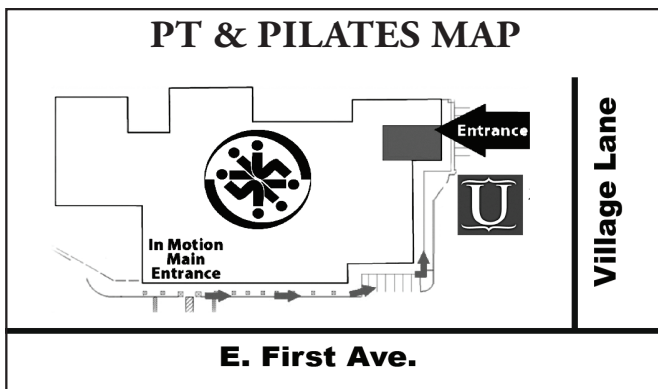 PT & PILATES MAP
Entrance
U
In Motion
Main
Entrance
Village Lane
E. First Ave.